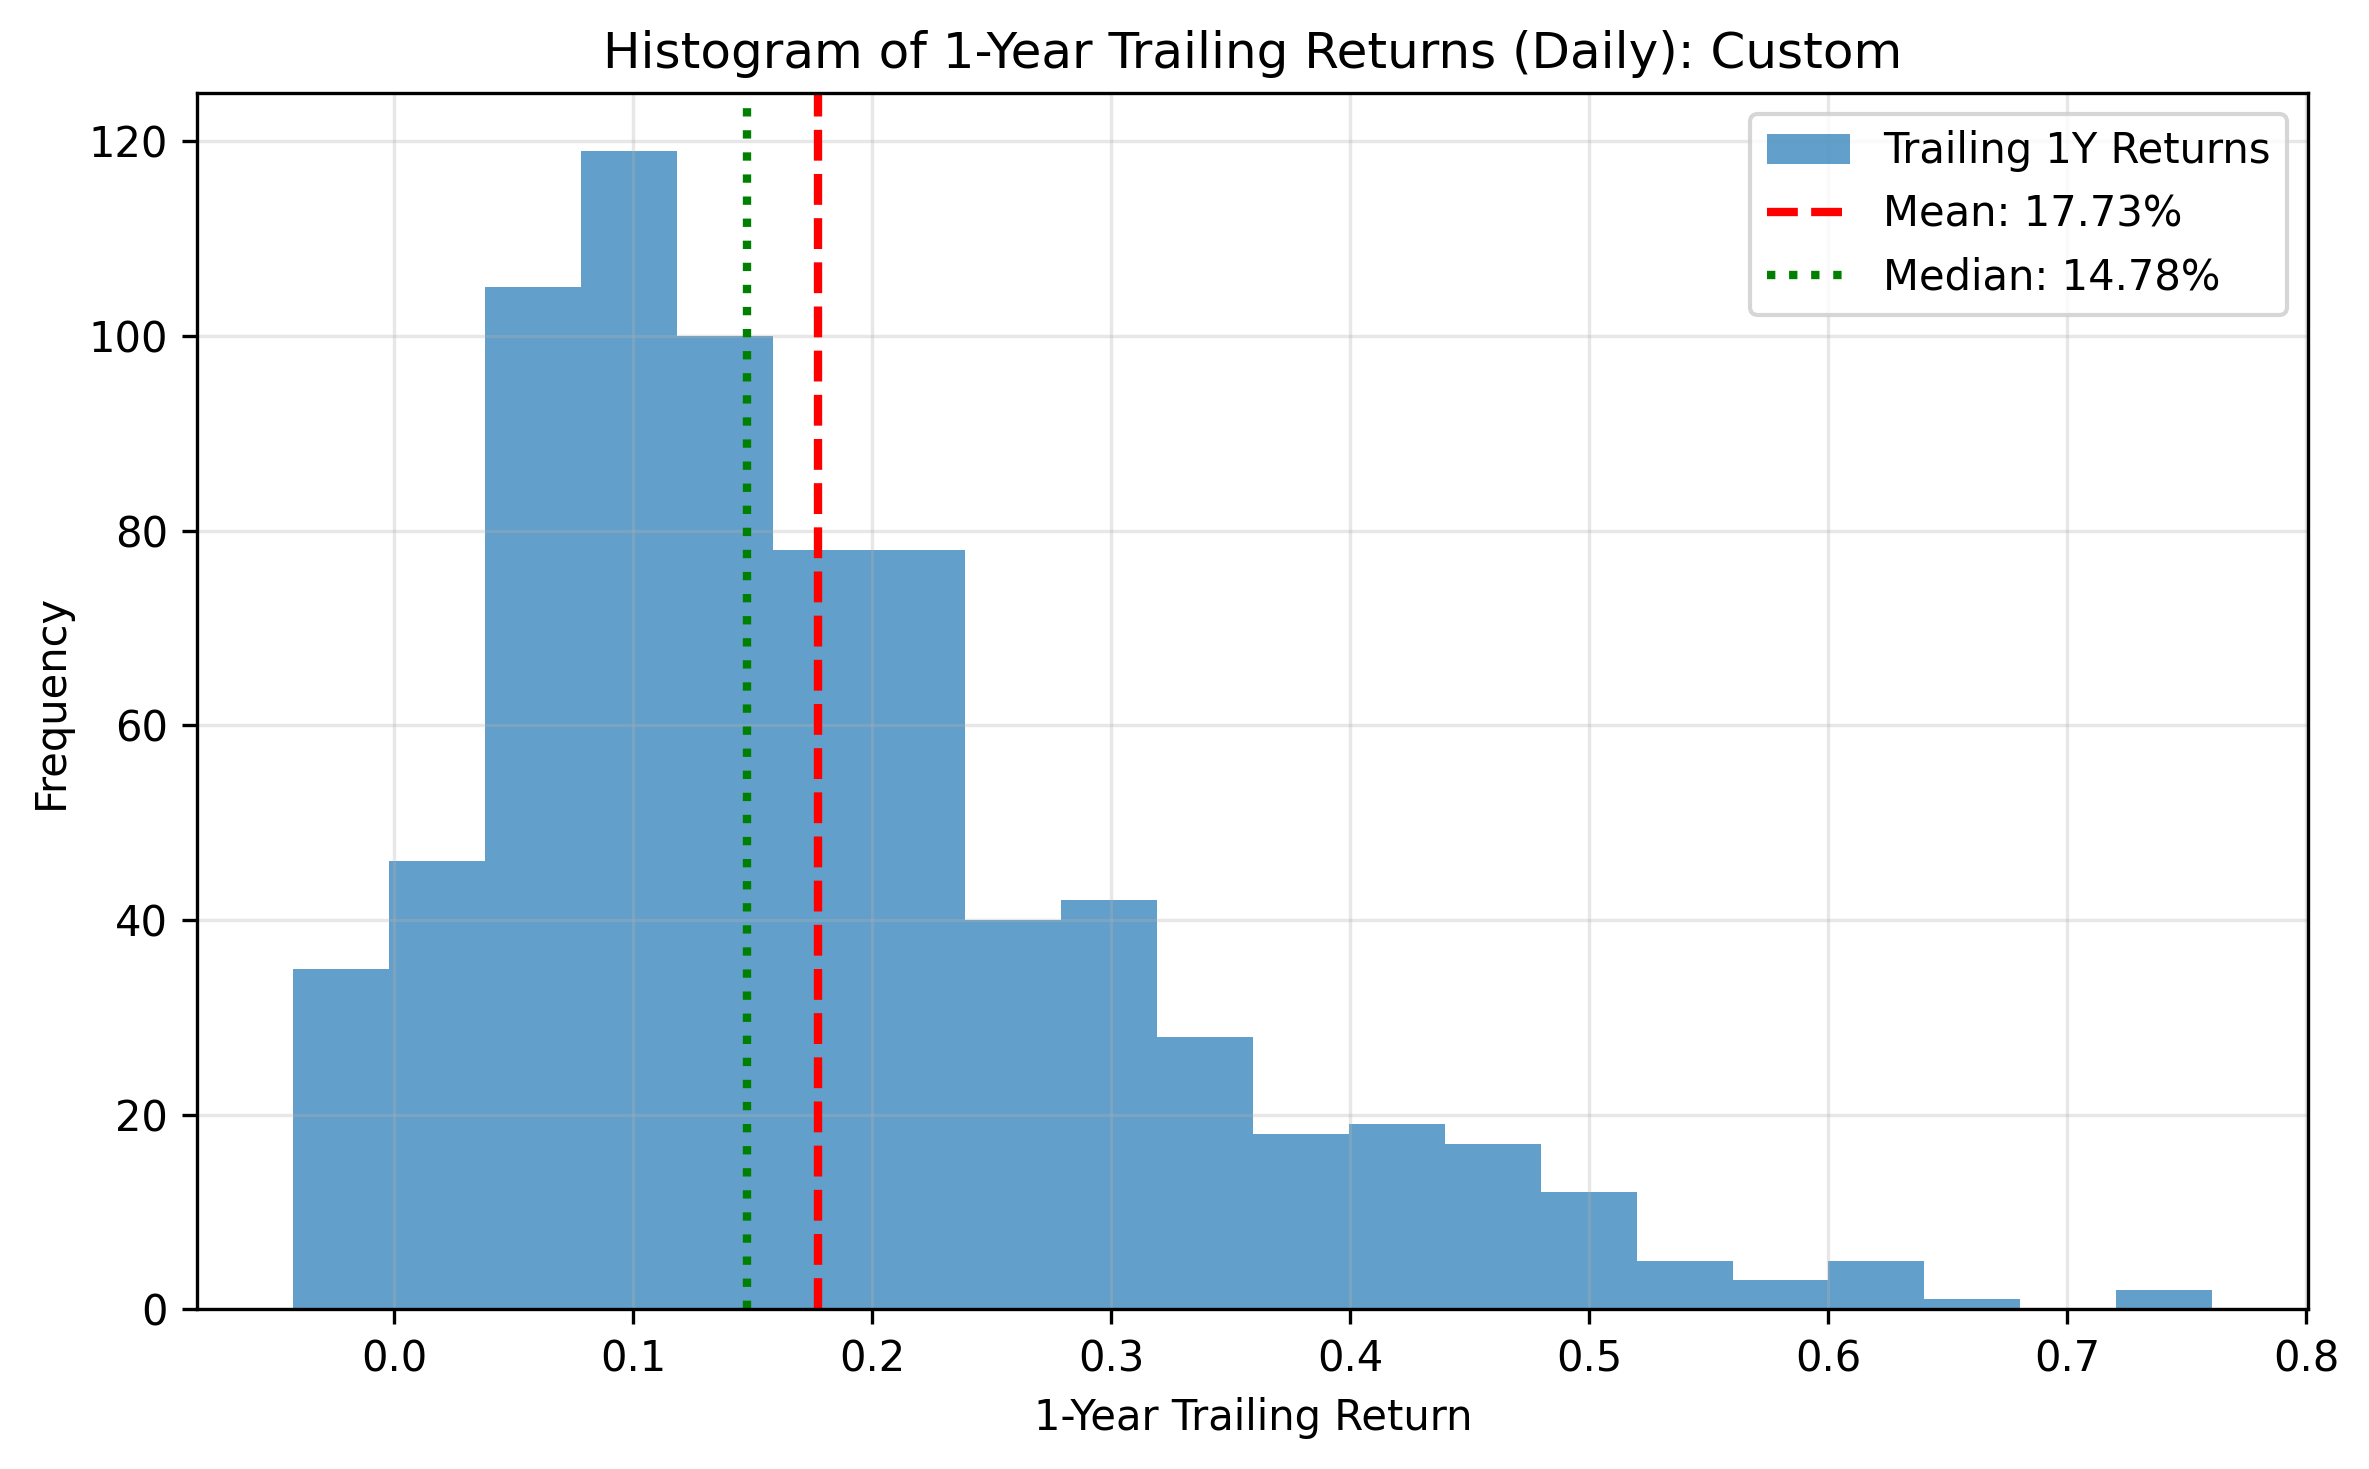 Histogram of 1-Year Trailing Returns (Daily): Custom
Trailing 1Y Returns
Mean: 17.73%
Median: 14.78%
Frequency
120
100
80
60
40
20
0
0.0 0.1 0.2 0.3 0.4 0.5 0.6 0.7 0.8
1-Year Trailing Return